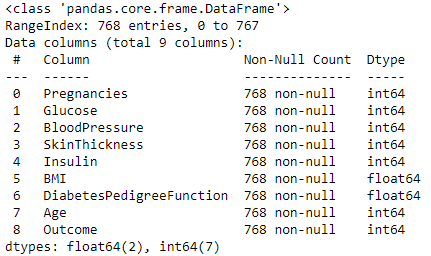 <class 'pandas.core.frame.DataFrame'>
RangeIndex: 768 entries, 0 to 767
Data columns (total 9 columns):
 #   Column                    Non-Null Count  Dtype
---  ------                    --------------  -----
 0   Pregnancies               768 non-null    int64
 1   Glucose                   768 non-null    int64
 2   BloodPressure             768 non-null    int64
 3   SkinThickness             768 non-null    int64
 4   Insulin                   768 non-null    int64
 5   BMI                       768 non-null    float64
 6   DiabetesPedigreeFunction  768 non-null    float64
 7   Age                       768 non-null    int64
 8   Outcome                   768 non-null    int64
dtypes: float64(2), int64(7)